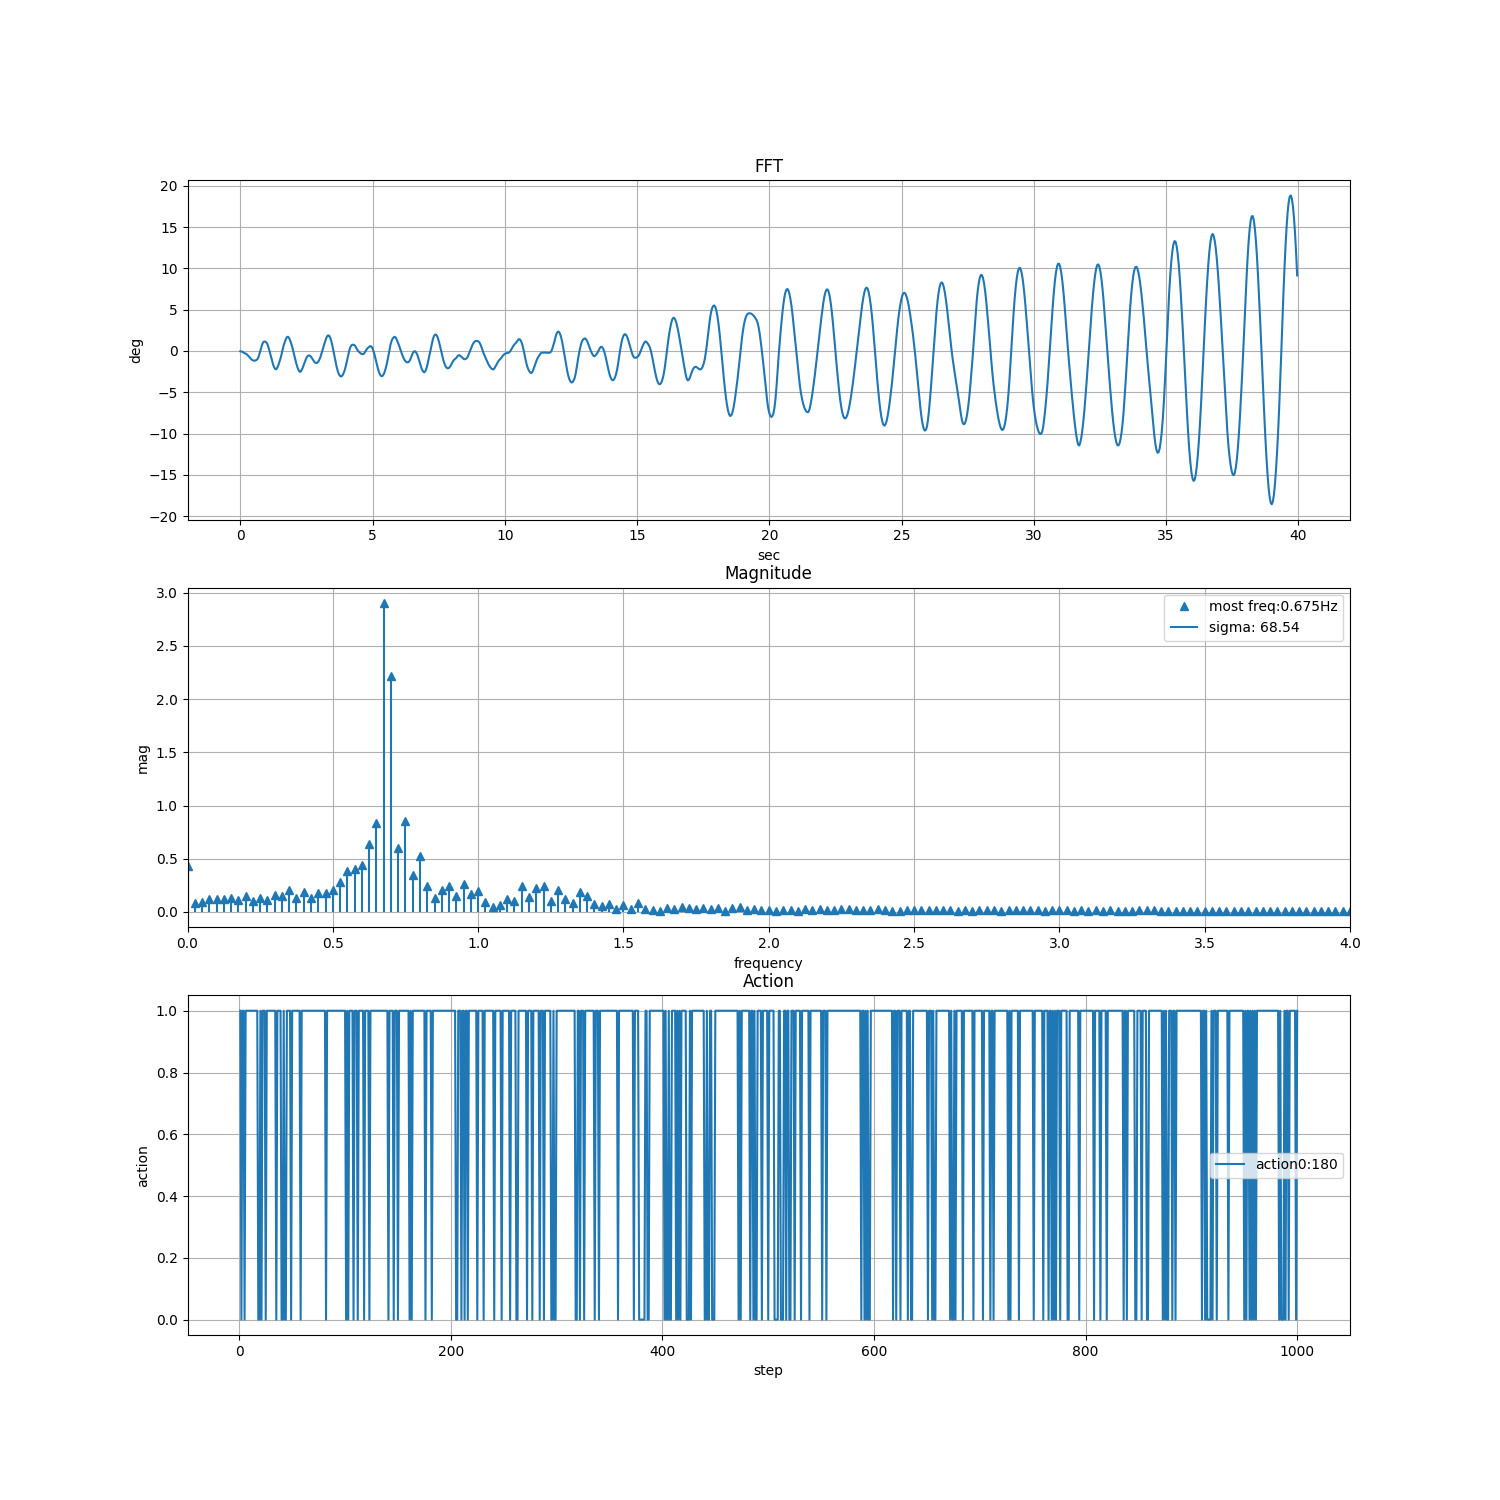 FFT
20
15
10
5
0
−5
−10
−15
−20
deg
0 5 10 15 20 25 30 35 40
sec
Magnitude
3.0
2.5
2.0
1.5
1.0
0.5
0.0
mag
most freq:0.675Hz
sigma: 68.54
0.0 0.5 1.0 1.5 2.0 2.5 3.0 3.5 4.0
frequency
Action
1.0
0.8
0.6
0.4
0.2
0.0
action
action0:180
0 200 400 600 800 1000
step